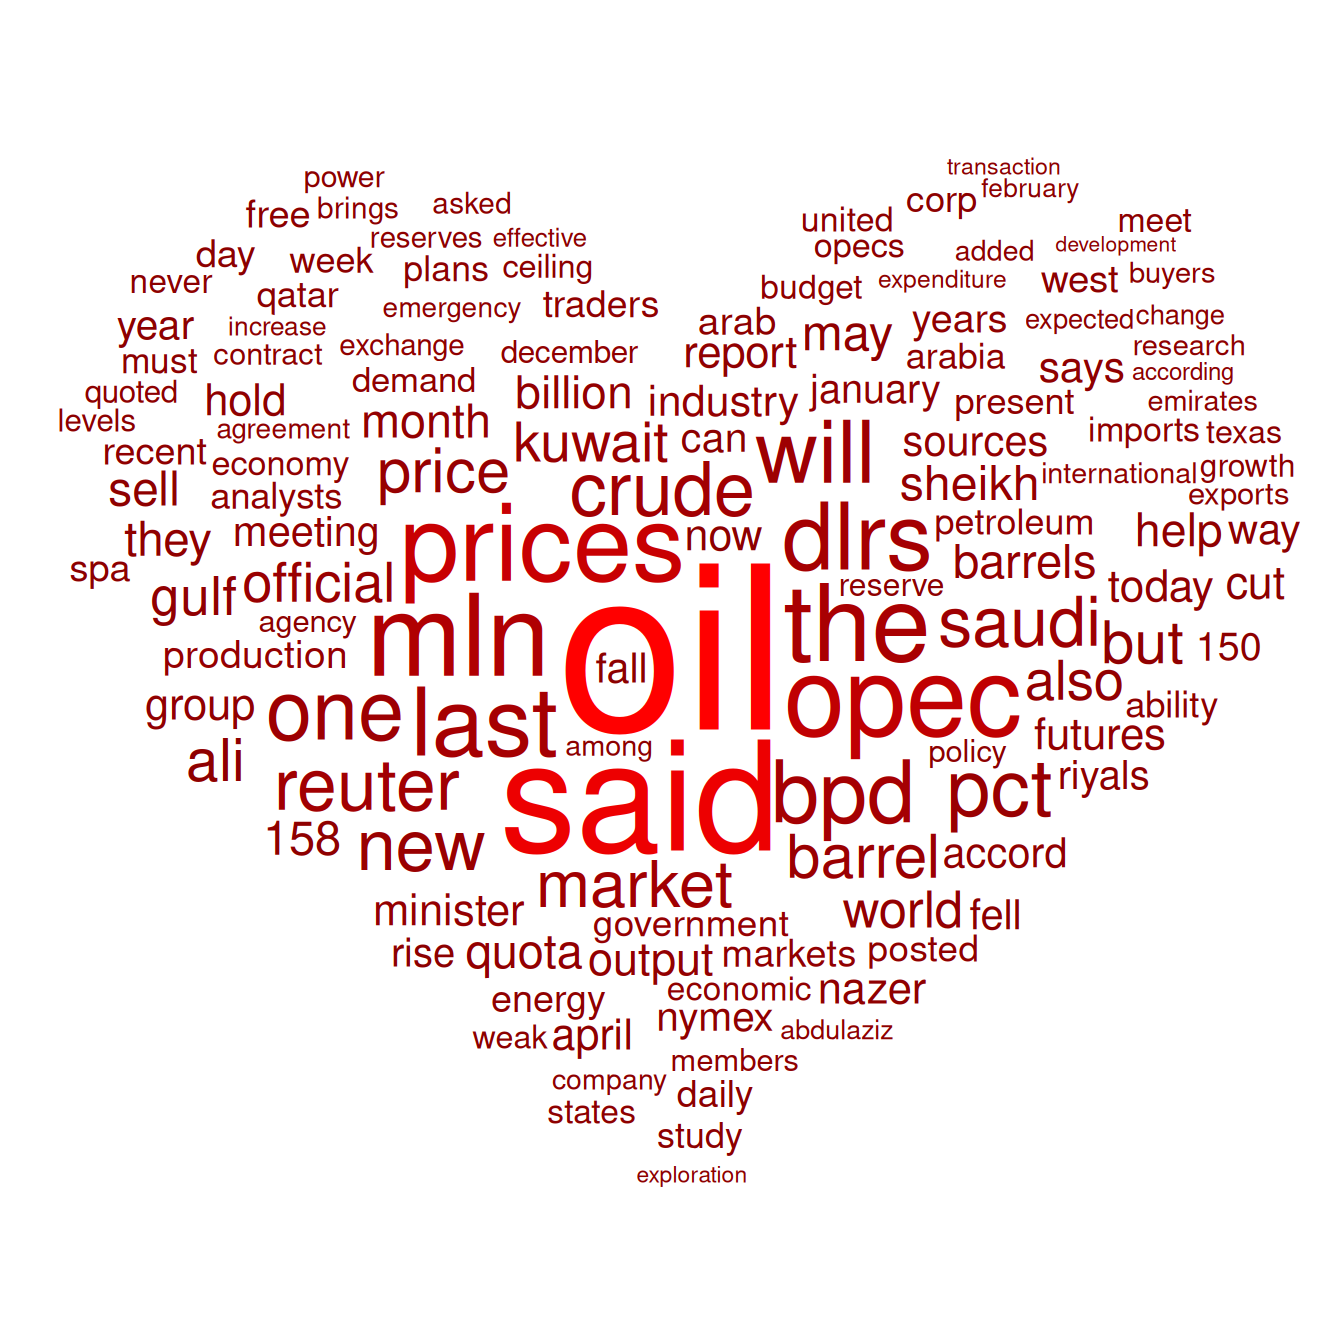 transaction
power
february
corp
asked
free brings
united
meet
reserves effective
opecs
added
development
day
week
plans
ceiling
never
budget
expenditure
west
buyers
qatar
emergency
traders
year
increase
arab
may
years
expected
change
must
contract
exchange
december
report
arabia
research
quoted
demand
says
according
levels
hold
billion
industry
january
present
emirates
agreement
month
kuwait
can
will
sources
imports
texas
recent
economy
price
crude
sheikh
international
growth
sell
analysts
exports
they
meeting
prices
now
dlrs
petroleum
help
way
spa
gulf
official
reserve
barrels
today
cut
agency
mln
oil
the
saudi
but
150
production
fall
group
one
last
opec
also
ability
among
policy
futures
ali
reuter
said
bpd
pct
riyals
158
new
barrel
accord
market
minister
government
world
fell
rise
quota
output
markets
posted
energy
economic
nazer
weak
april
nymex
abdulaziz
members
company
daily
states
study
exploration